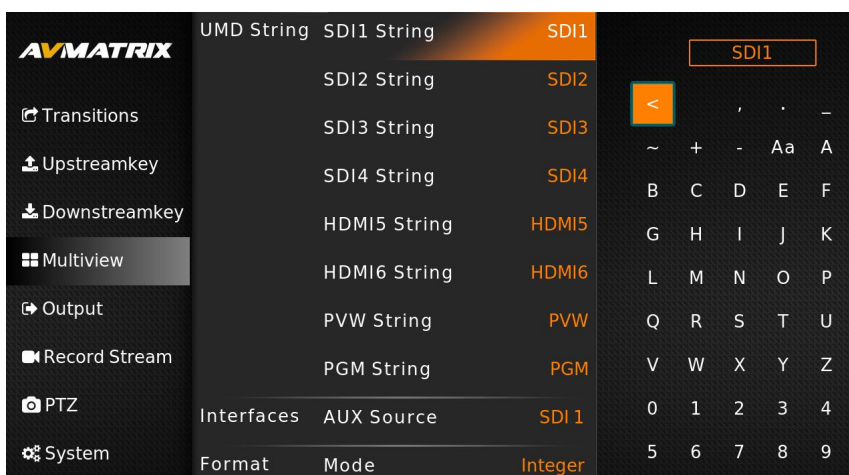 AVMATRIX
Transitions
Upstreamkey
Downstreamkey
Multiview
Output
Record Stream
PTZ
System
UMD String SDI1 String SDI1
SDI2 String SDI2
SDI3 String SDI3
SDI4 String SDI4
HDMI5 String HDMI5
HDMI6 String HDMI6
PVW String PVW
PGM String PGM
Interfaces AUX Source SDI 1
Format Mode Integer
SDI1
< , . _
~ + - Aa A
B C D E F
G H I J K
L M N O P
Q R S T U
V W X Y Z
0 1 2 3 4
5 6 7 8 9